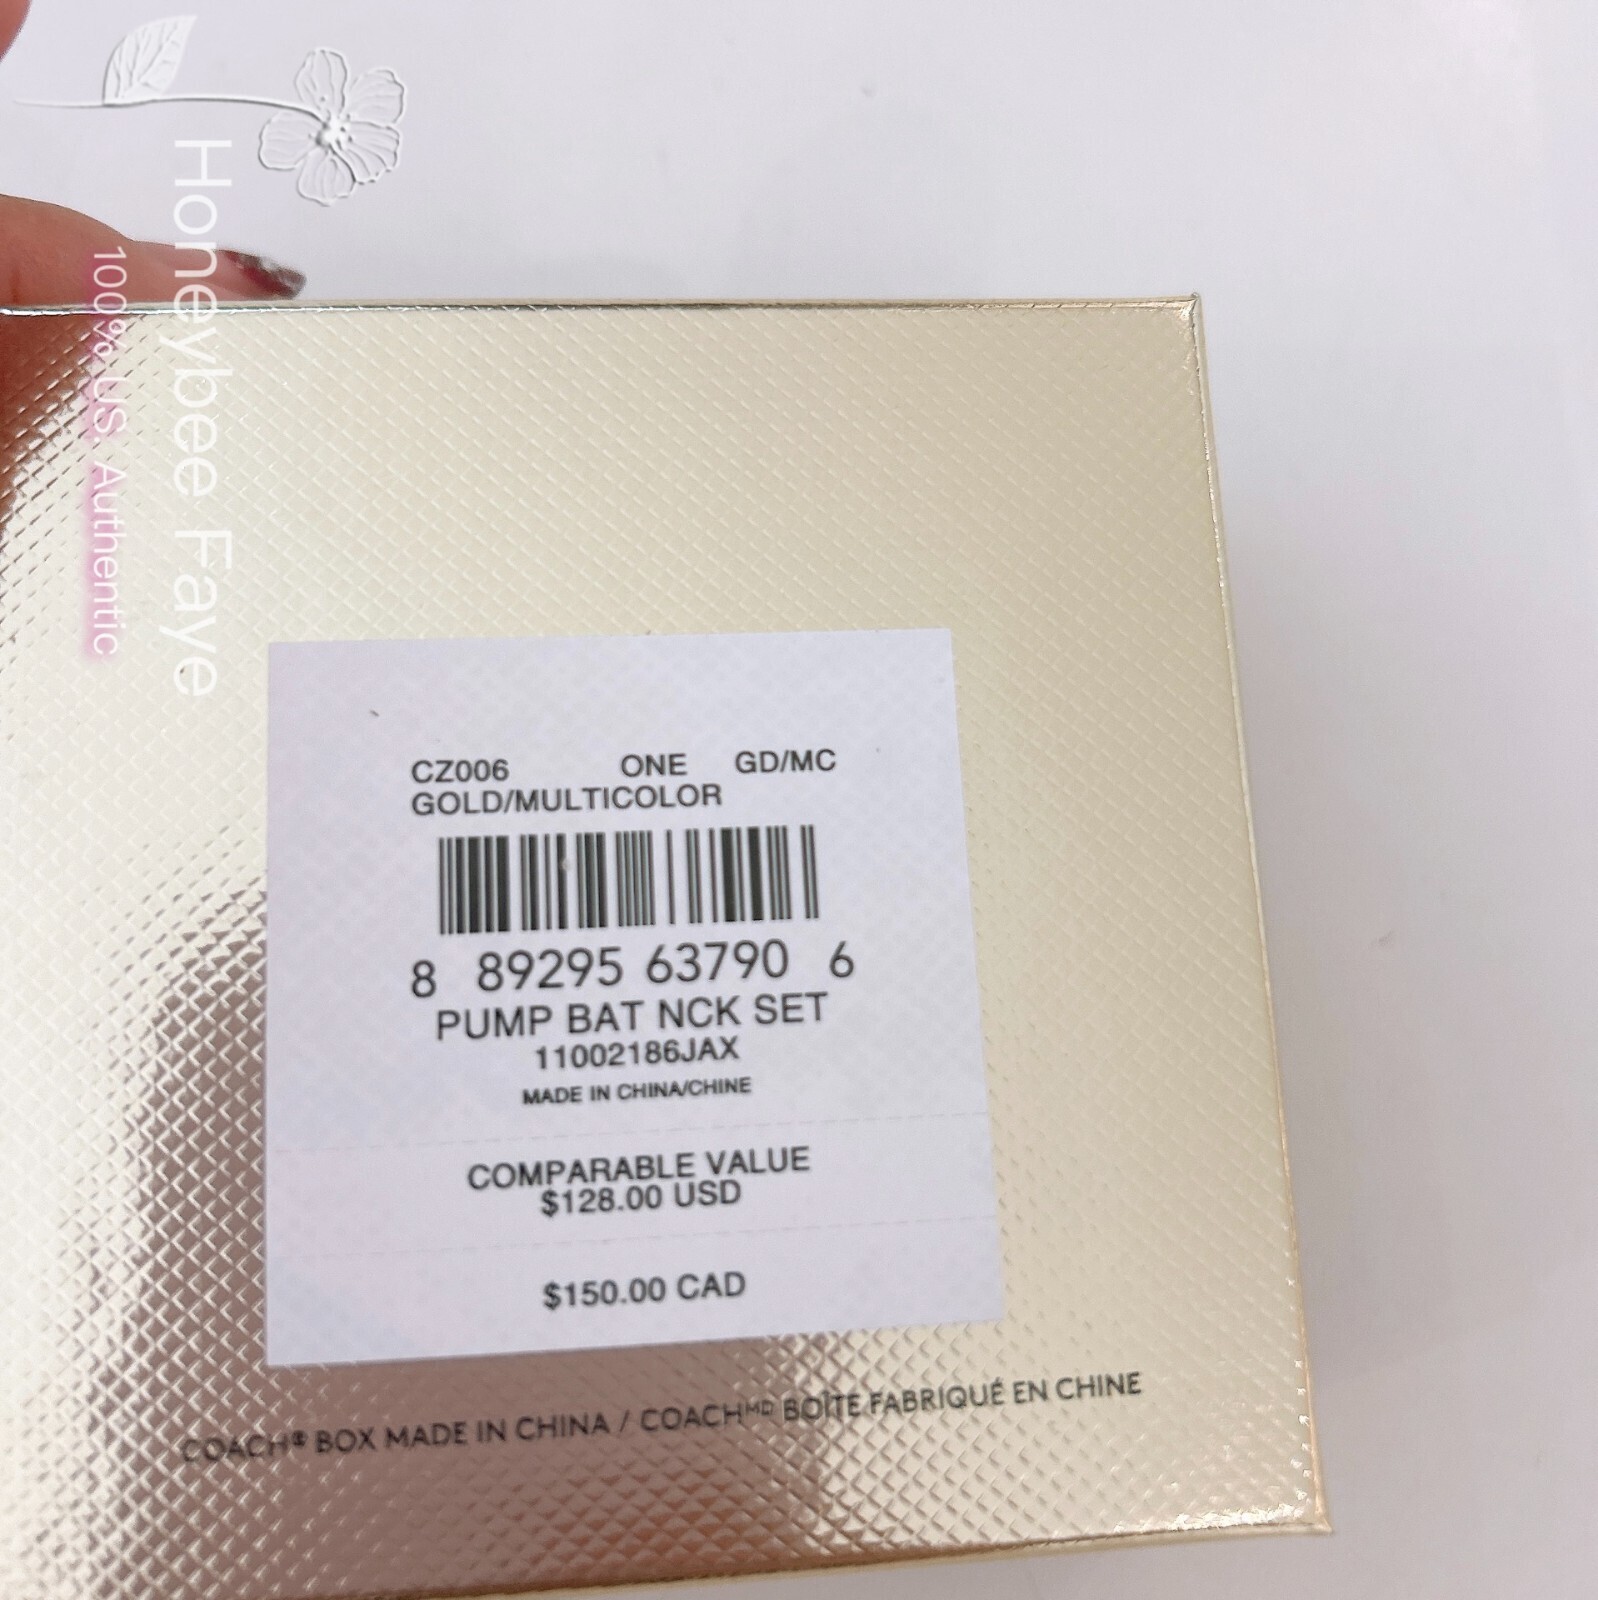 Honeybee Faye
100% US. Authentic
CZ006 ONE GD/MC
GOLD/MULTICOLOR
8 89295 63790 6
PUMP BAT NCK SET
11002186JAX
MADE IN CHINA/CHINE
COMPARABLE VALUE
$128.00 USD
$150.00 CAD
COACH® BOX MADE IN CHINA / COACHᴹᴰ BOÎTE FABRIQUÉ EN CHINE